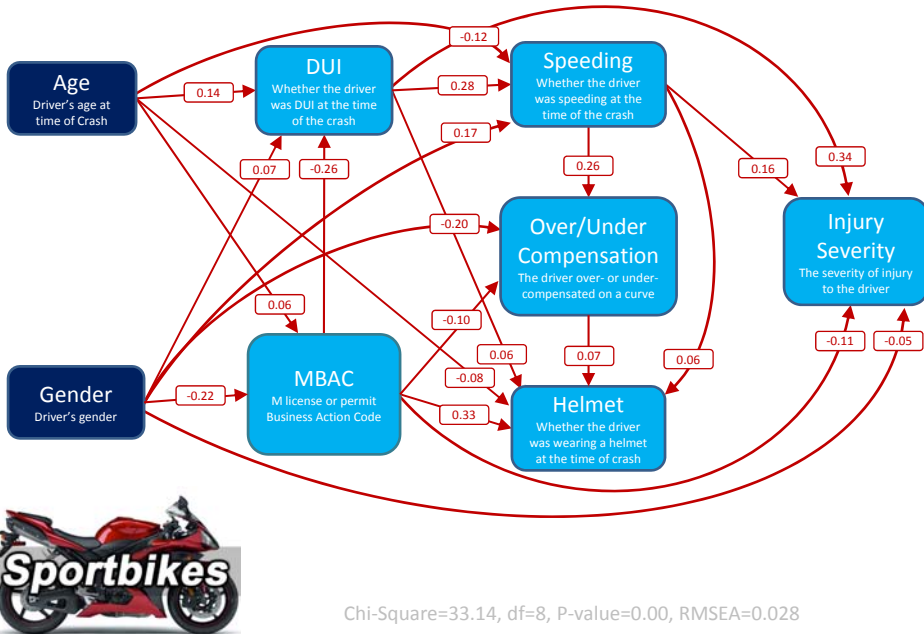 -0.12
Age
Driver's age at
time of Crash
0.14
DUI
Whether the driver
was DUI at the time
of the crash
0.28
Speeding
Whether the driver
was speeding at the
time of the crash
0.07
-0.26
0.17
0.26
0.16
0.34
-0.20
Over/Under
Compensation
The driver over- or under-
compensated on a curve
Injury
Severity
The severity of injury
to the driver
0.06
-0.10
0.06
0.07
0.06
-0.11
-0.05
Gender
Driver's gender
-0.22
MBAC
M license or permit
Business Action Code
-0.08
0.33
Helmet
Whether the driver
was wearing a helmet
at the time of crash
Sportbikes
Chi-Square=33.14, df=8, P-value=0.00, RMSEA=0.028